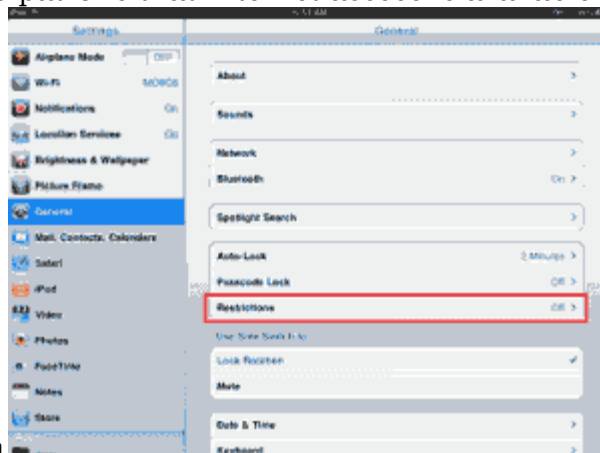 Settings
General
Airplane Mode OFF
Wi-Fi
Notifications On
Location Services On
Brightness & Wallpaper
Picture Frame
General
Mail, Contacts, Calendars
Safari
iPod
Video
Photos
FaceTime
Notes
Store
About
Sounds
Network
Bluetooth On
Spotlight Search
Auto-Lock 2 Minutes
Passcode Lock Off
Restrictions Off
Use Side Switch to:
Lock Rotation
Mute
Date & Time
Keyboard